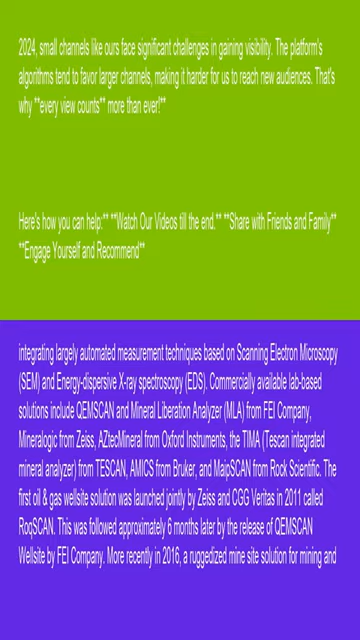 2024, small channels like ours face significant challenges in gaining visibility. The platform's
algorithms tend to favor larger channels, making it harder for us to reach new audiences. That's
why **every view counts** more than ever!**
Here's how you can help:** **Watch Our Videos till the end.** **Share with Friends and Family**
**Engage Yourself and Recommend**
integrating largely automated measurement techniques based on Scanning Electron Microscopy
(SEM) and Energy-dispersive X-ray spectroscopy (EDS). Commercially available lab-based
solutions include QEMSCAN and Mineral Liberation Analyzer (MLA) from FEI Company,
Mineralogic from Zeiss, AZtecMineral from Oxford Instruments, the TIMA (Tescan integrated
mineral analyzer) from TESCAN, AMICS from Bruker, and MaipSCAN from Rock Scientific. The
first oil & gas wellsite solution was launched jointly by Zeiss and CGG Veritas in 2011 called
RoqSCAN. This was followed approximately 6 months later by the release of QEMSCAN
Wellsite by FEI Company. More recently in 2016, a ruggedized mine site solution for mining and